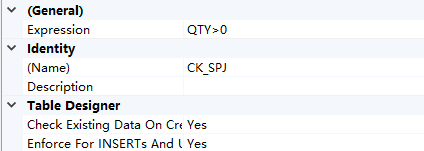 (General)
Expression QTY>0
Identity
(Name) CK_SPJ
Description
Table Designer
Check Existing Data On Cre Yes
Enforce For INSERTs And U Yes